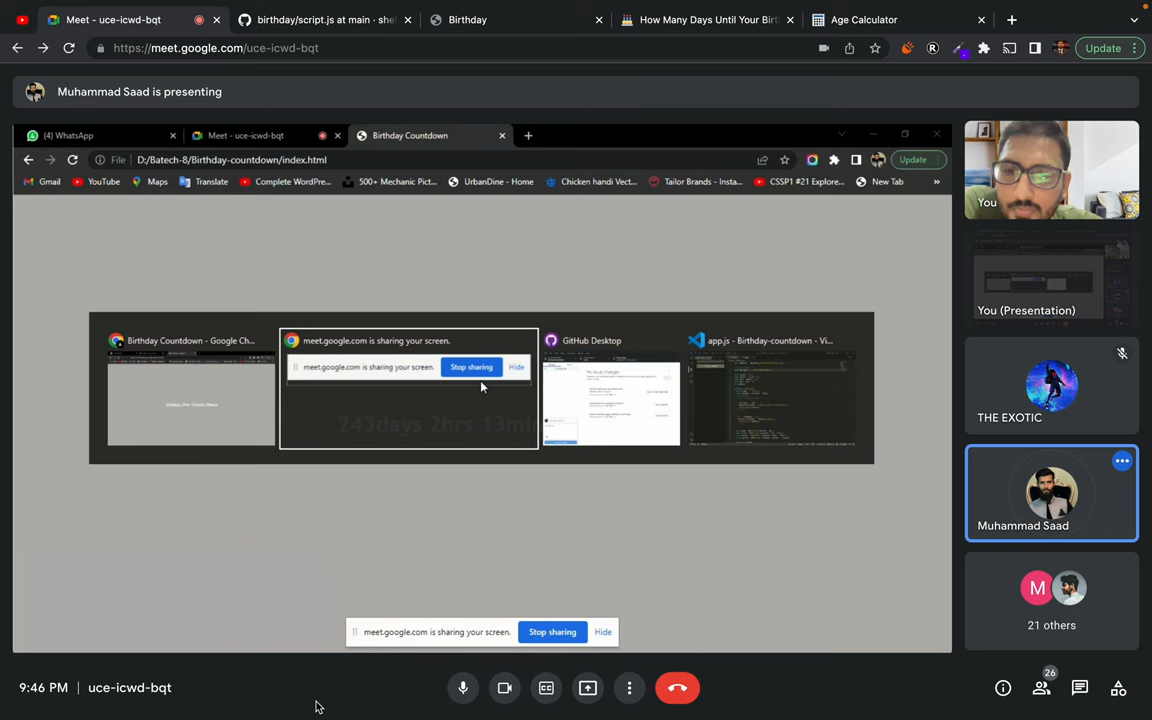 Meet - uce-icwd-bqt
birthday/script.js at main · shel
Birthday
How Many Days Until Your Birt
Age Calculator
https://meet.google.com/uce-icwd-bqt
Update
Muhammad Saad is presenting
(4) WhatsApp
Meet - uce-icwd-bqt
Birthday Countdown
File
D:/Batech-8/Birthday-countdown/index.html
Update
Gmail
YouTube
Maps
Translate
Complete WordPre...
500+ Mechanic Pict...
UrbanDine - Home
Chicken handi Vect...
Tailor Brands - Insta...
CSSP1 #21 Explore...
New Tab
»
You
You (Presentation)
Birthday Countdown - Google Ch...
meet.google.com is sharing your screen.
GitHub Desktop
app.js - Birthday-countdown - Vi...
meet.google.com is sharing your screen.
Stop sharing
Hide
243days 2hrs 13mi
THE EXOTIC
Muhammad Saad
M
21 others
meet.google.com is sharing your screen.
Stop sharing
Hide
9:46 PM
uce-icwd-bqt
26